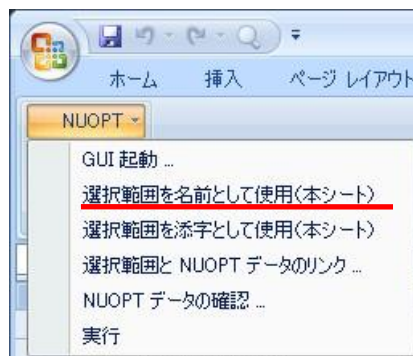 ホーム 挿入 ページ レイアウト
NUOPT
GUI 起動 ...
選択範囲を名前として使用(本シート)
選択範囲を添字として使用(本シート)
選択範囲と NUOPT データのリンク ...
NUOPT データの確認 ...
実行